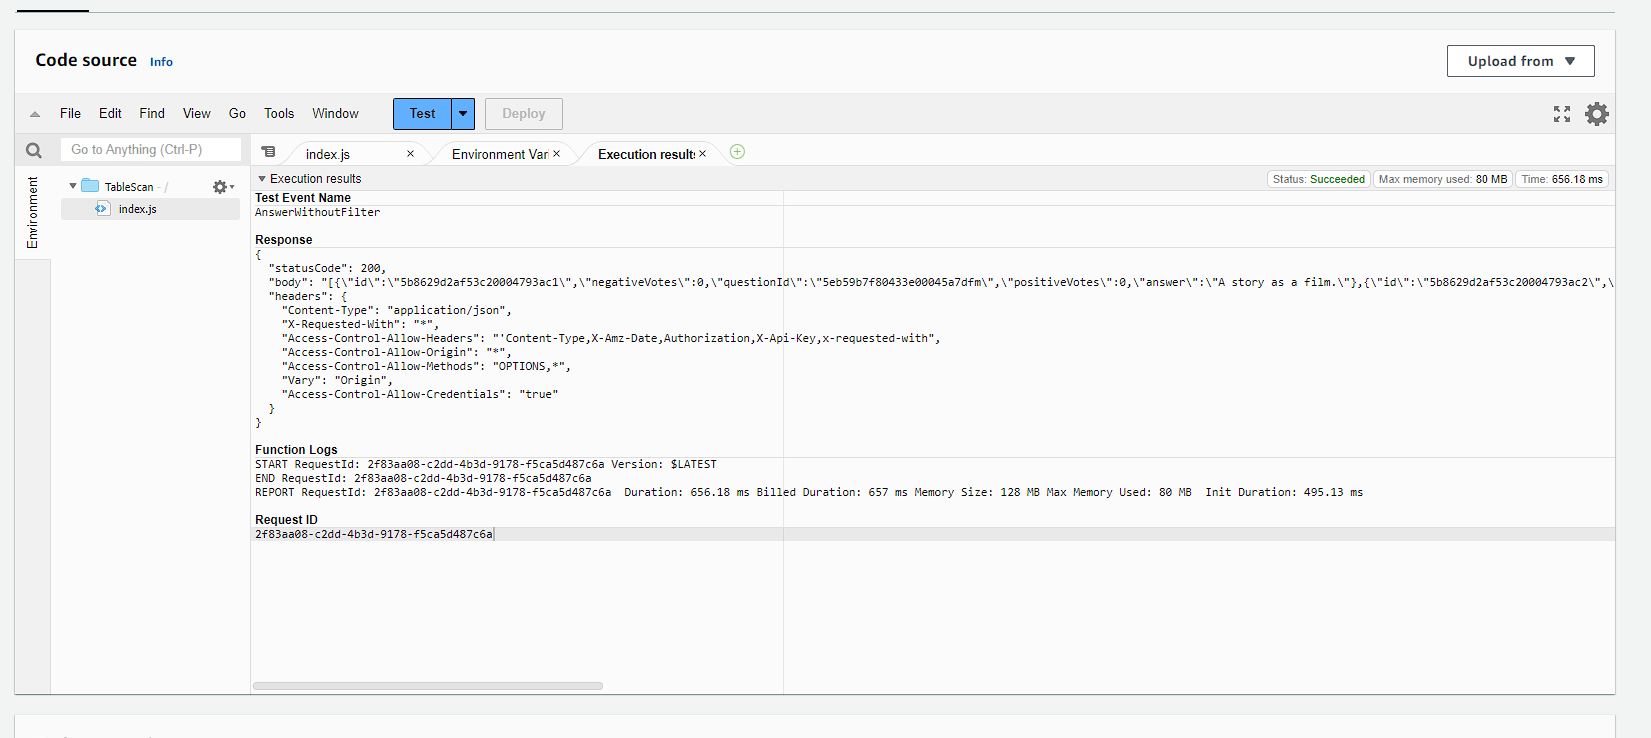 Code source Info
Upload from
File Edit Find View Go Tools Window Test Deploy
Go to Anything (Ctrl-P)
index.js × Environment Vari × Execution results ×
Environment
TableScan - /
index.js
Execution results
Status: Succeeded Max memory used: 80 MB Time: 656.18 ms
Test Event Name
AnswerWithoutFilter
Response
{
"statusCode": 200,
"body": "[{\"id\":\"5b8629d2af53c20004793ac1\",\"negativeVotes\":0,\"questionId\":\"5eb59b7f80433e00045a7dfm\",\"positiveVotes\":0,\"answer\":\"A story as a film.\"},{\"id\":\"5b8629d2af53c20004793ac2\",\
"headers": {
"Content-Type": "application/json",
"X-Requested-With": "*",
"Access-Control-Allow-Headers": "'Content-Type,X-Amz-Date,Authorization,X-Api-Key,x-requested-with",
"Access-Control-Allow-Origin": "*",
"Access-Control-Allow-Methods": "OPTIONS,*",
"Vary": "Origin",
"Access-Control-Allow-Credentials": "true"
}
}
Function Logs
START RequestId: 2f83aa08-c2dd-4b3d-9178-f5ca5d487c6a Version: $LATEST
END RequestId: 2f83aa08-c2dd-4b3d-9178-f5ca5d487c6a
REPORT RequestId: 2f83aa08-c2dd-4b3d-9178-f5ca5d487c6a Duration: 656.18 ms Billed Duration: 657 ms Memory Size: 128 MB Max Memory Used: 80 MB Init Duration: 495.13 ms
Request ID
2f83aa08-c2dd-4b3d-9178-f5ca5d487c6a